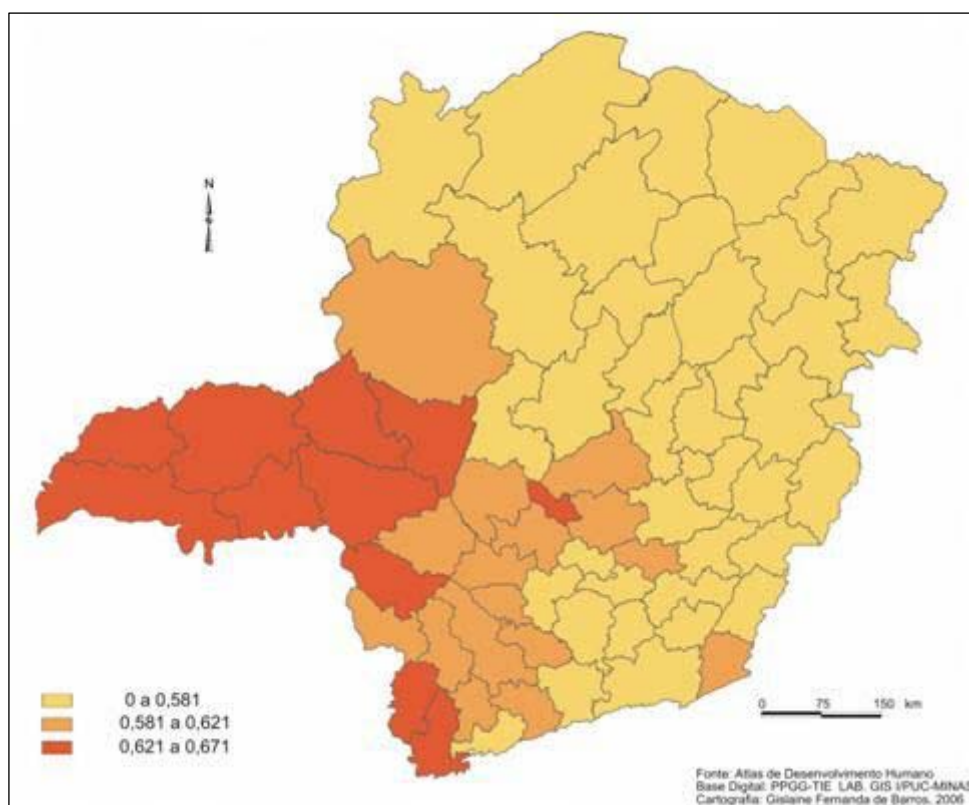 N
0 a 0,581
0,581 a 0,621
0,621 a 0,671
0 75 150 km
Fonte: Atlas de Desenvolvimento Humano
Base Digital: PPGG-TIE LAB. GIS I/PUC-MINAS
Cartografia: Gislaine Fernanda de Barros, 2006